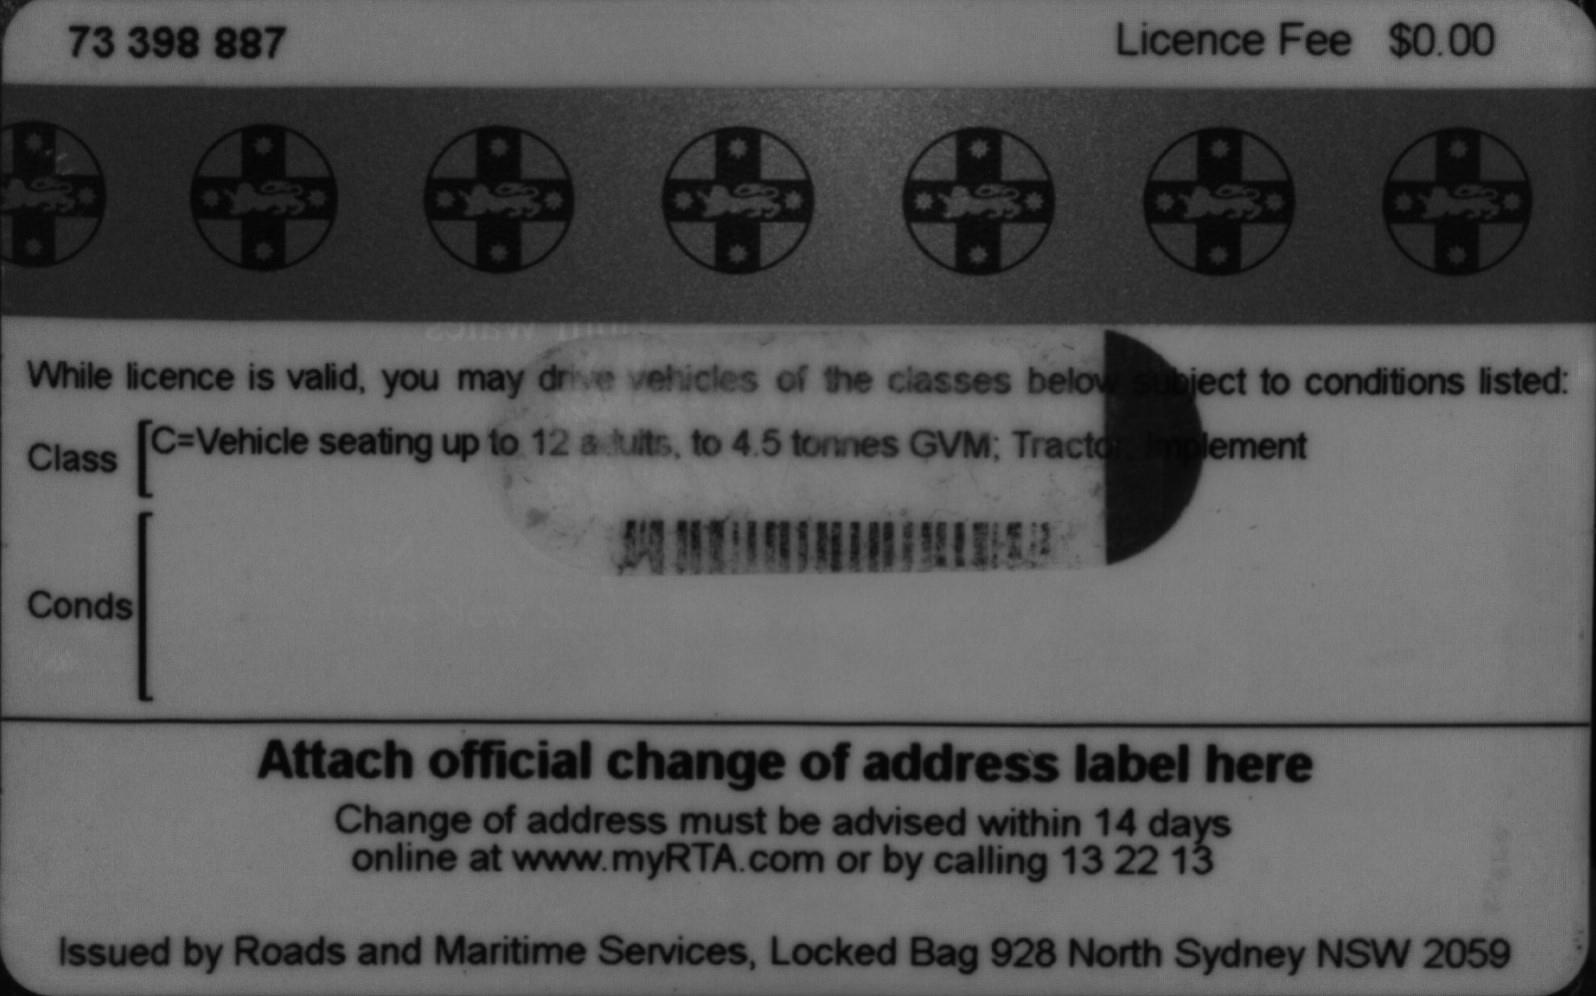 73 398 887
Licence Fee $0.00
While licence is valid, you may drive vehicles of the classes below subject to conditions listed:
Class [C=Vehicle seating up to 12 adults, to 4.5 tonnes GVM; Tractor, Implement
Conds [
Attach official change of address label here
Change of address must be advised within 14 days
online at www.myRTA.com or by calling 13 22 13
Issued by Roads and Maritime Services, Locked Bag 928 North Sydney NSW 2059